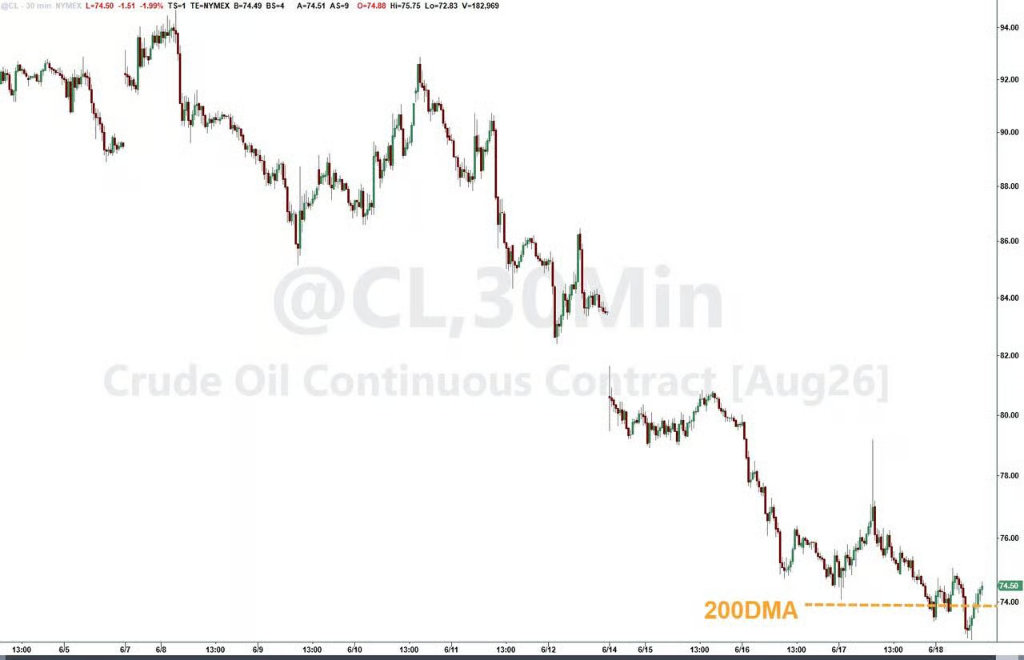 @CL - 30 min NYMEX L=74.50 -1.51 -1.99% TS=1 TE=NYMEX B=74.49 BS=4 A=74.51 AS=9 O=74.88 Hi=75.75 Lo=72.83 V=182,969
94.00
92.00
90.00
88.00
86.00
@CL,30Min
84.00
82.00
Crude Oil Continuous Contract [Aug26]
80.00
78.00
76.00
74.50
74.00
200DMA
13:00 6/5 6/7 6/8 13:00 6/9 13:00 6/10 13:00 6/11 13:00 6/12 6/14 6/15 13:00 6/16 13:00 6/17 13:00 6/18